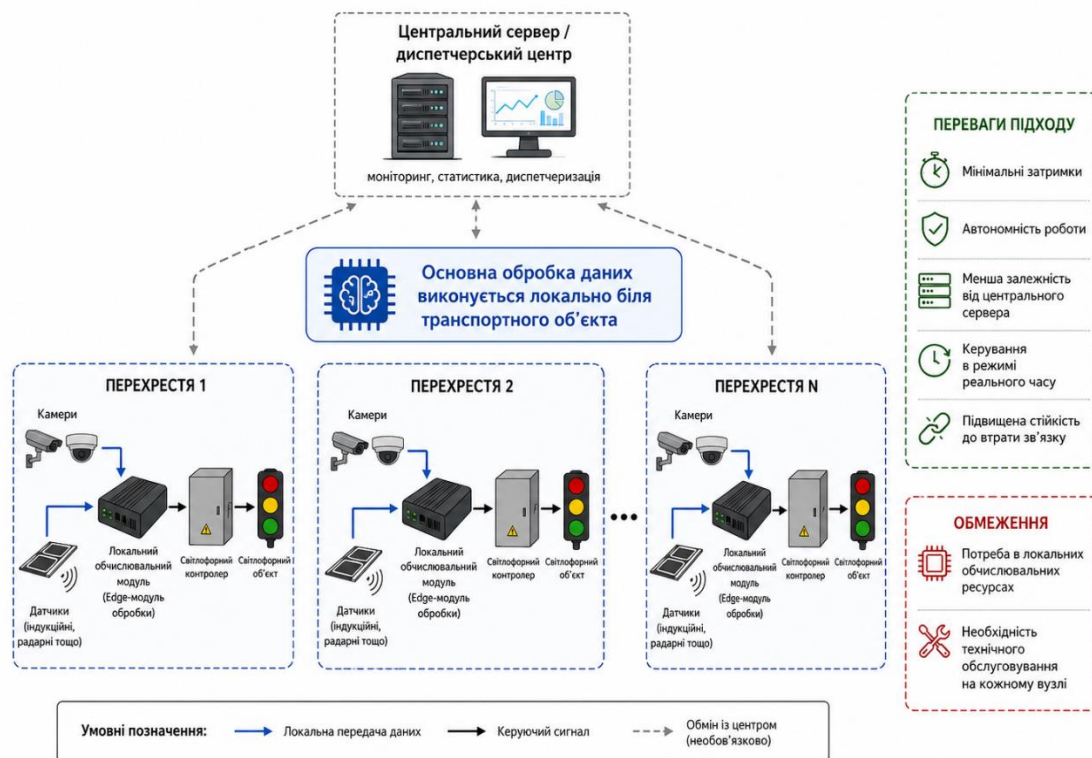 Центральний сервер /
диспетчерський центр
моніторинг, статистика, диспетчеризація
Основна обробка даних
виконується локально біля
транспортного об'єкта
ПЕРЕХРЕСТЯ 1
Камери
Локальний
обчислювальний
модуль
(Edge-модуль
обробки)
Світлофорний
контролер
Світлофорний
об'єкт
Датчики
(індукційні,
радарні тощо)
ПЕРЕХРЕСТЯ 2
Камери
Локальний
обчислювальний
модуль
(Edge-модуль
обробки)
Світлофорний
контролер
Світлофорний
об'єкт
Датчики
(індукційні,
радарні тощо)
•••
ПЕРЕХРЕСТЯ N
Камери
Локальний
обчислювальний
модуль
(Edge-модуль
обробки)
Світлофорний
контролер
Світлофорний
об'єкт
Датчики
(індукційні,
радарні тощо)
ПЕРЕВАГИ ПІДХОДУ
Мінімальні затримки
Автономність роботи
Менша залежність
від центрального
сервера
Керування
в режимі
реального часу
Підвищена стійкість
до втрати зв'язку
ОБМЕЖЕННЯ
Потреба в локальних
обчислювальних
ресурсах
Необхідність
технічного
обслуговування
на кожному вузлі
Умовні позначення:
Локальна передача даних
Керуючий сигнал
Обмін із центром
(необов'язково)